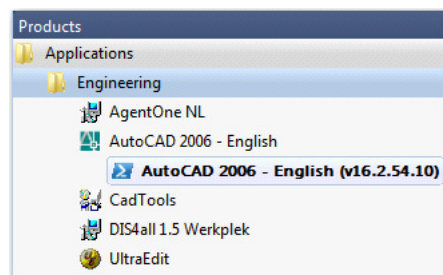 Products
Applications
Engineering
AgentOne NL
AutoCAD 2006 - English
AutoCAD 2006 - English (v16.2.54.10)
CadTools
DIS4all 1.5 Werkplek
UltraEdit